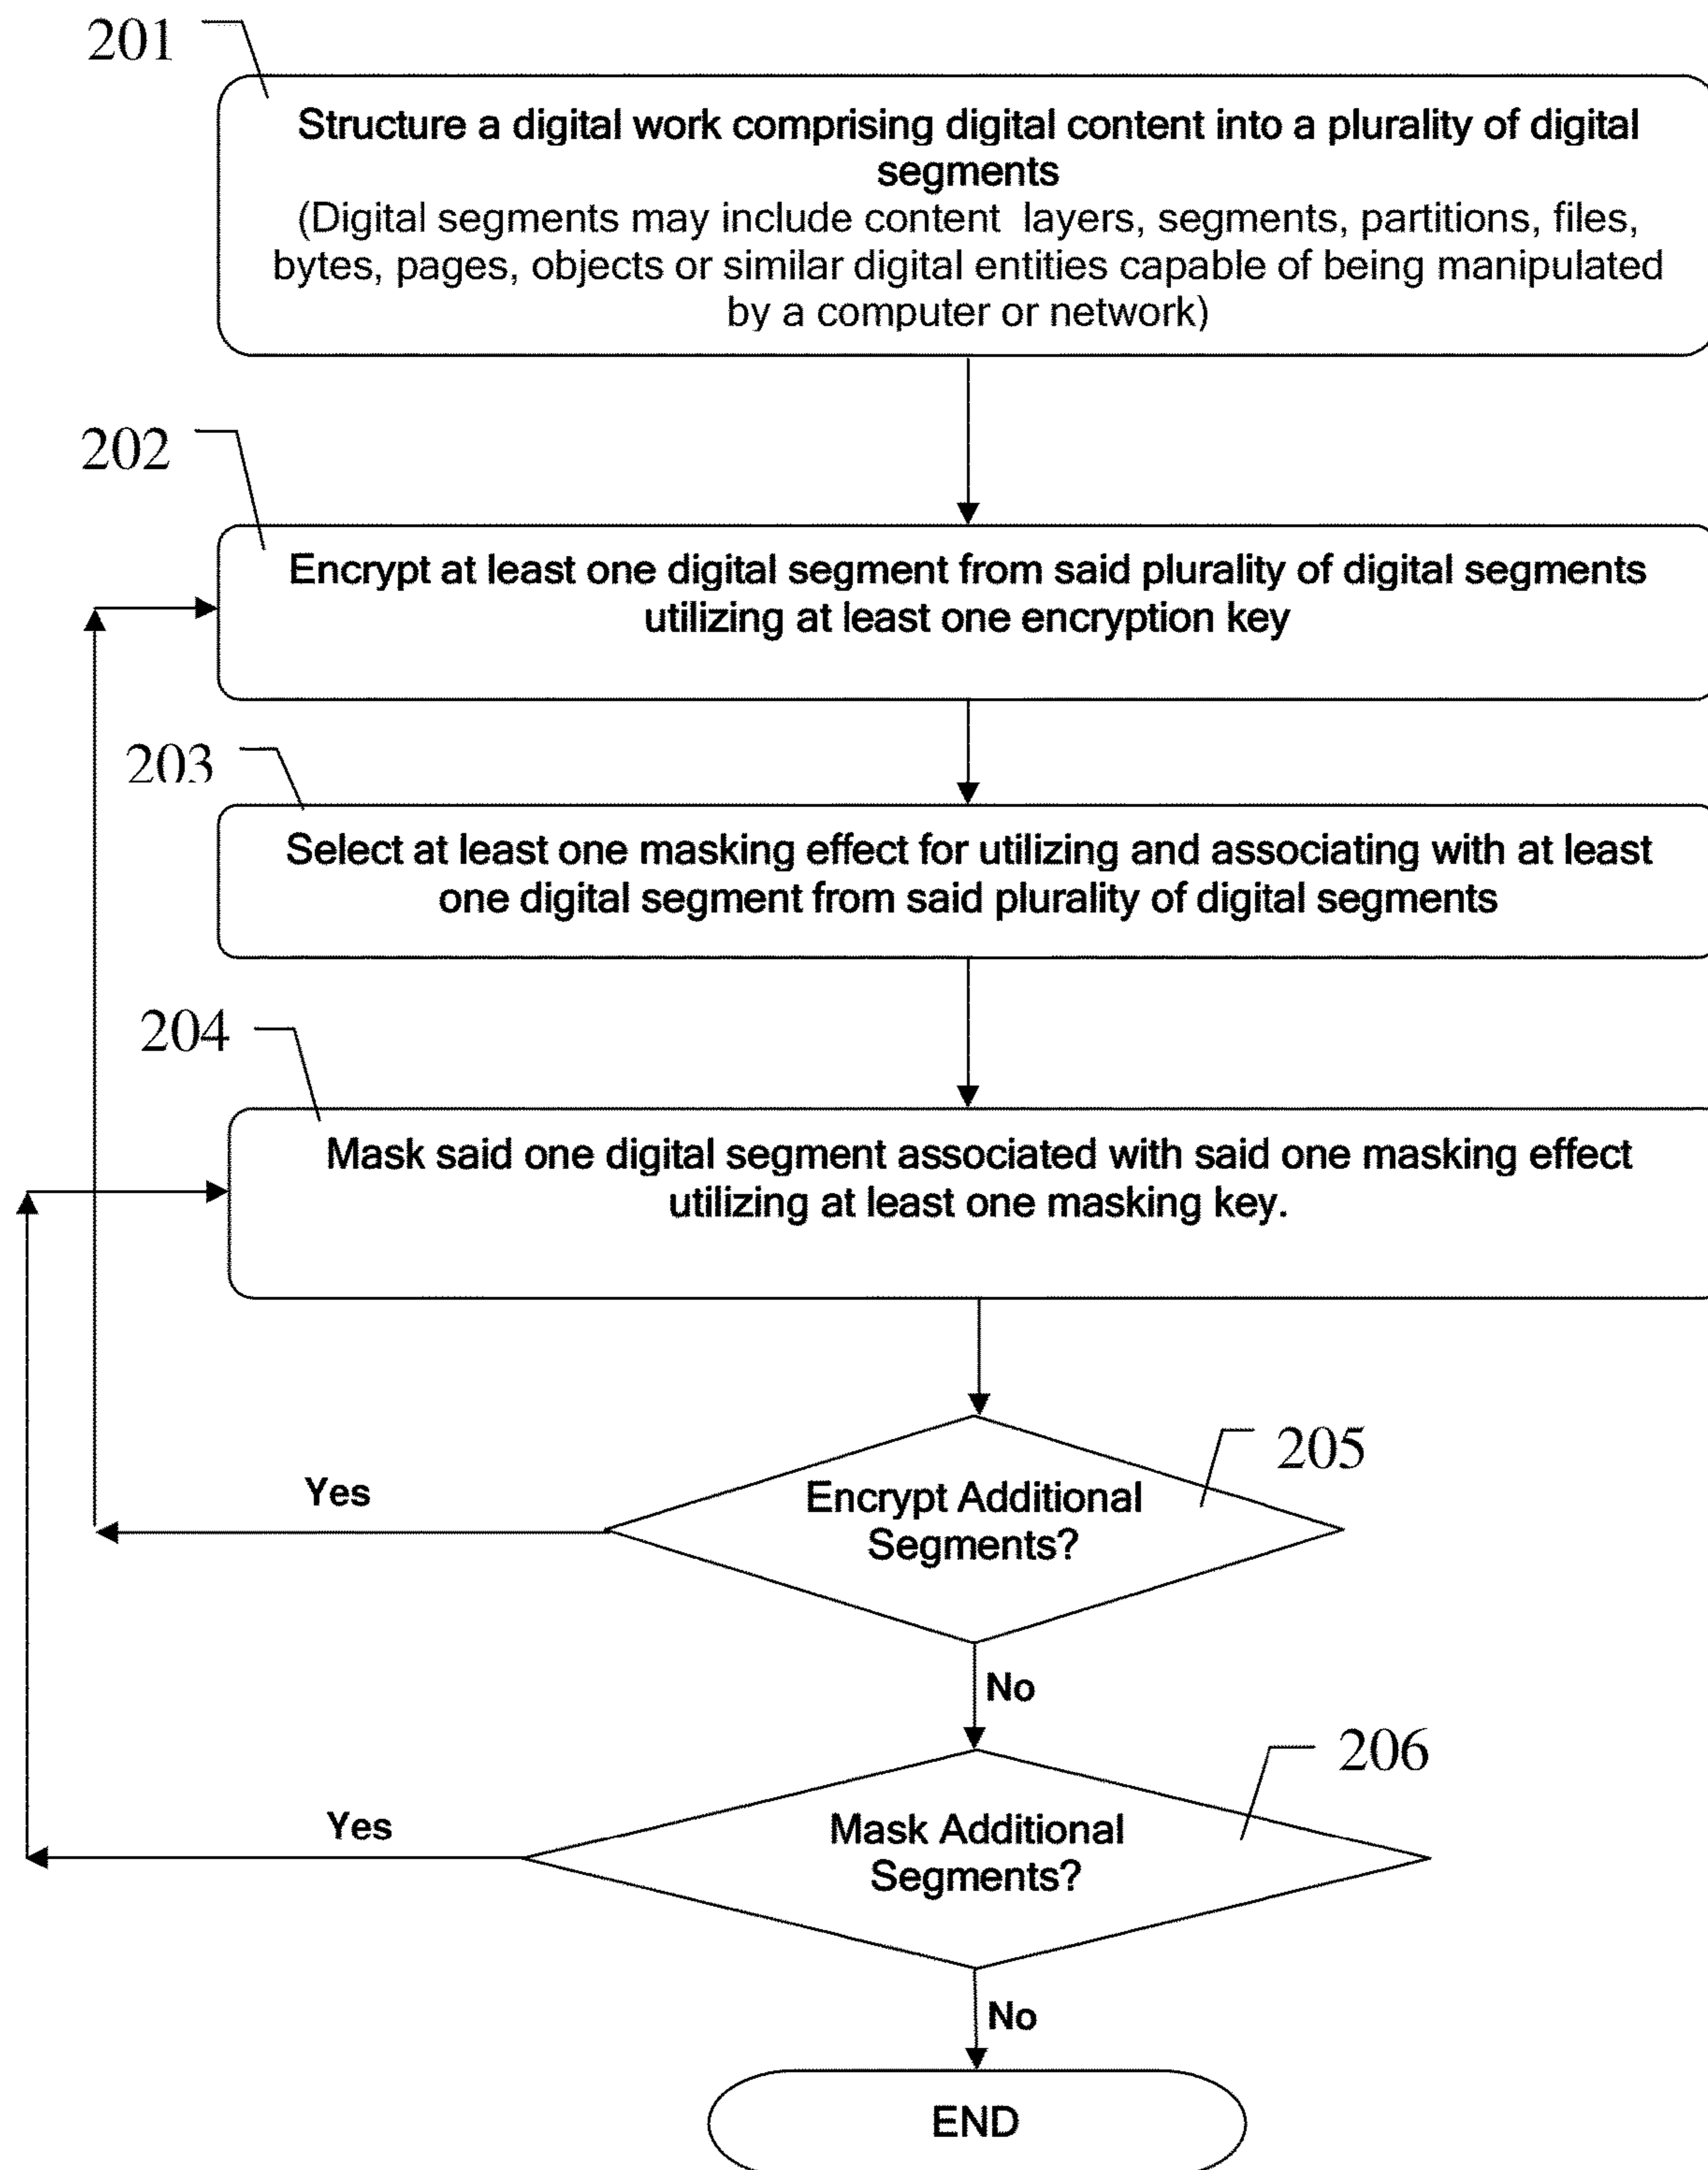 201
Structure a digital work comprising digital content into a plurality of digital
segments
(Digital segments may include content layers, segments, partitions, files,
bytes, pages, objects or similar digital entities capable of being manipulated
by a computer or network)
202
Encrypt at least one digital segment from said plurality of digital segments
utilizing at least one encryption key
203
Select at least one masking effect for utilizing and associating with at least
one digital segment from said plurality of digital segments
204
Mask said one digital segment associated with said one masking effect
utilizing at least one masking key.
205
Yes
Encrypt Additional
Segments?
No
206
Yes
Mask Additional
Segments?
No
END